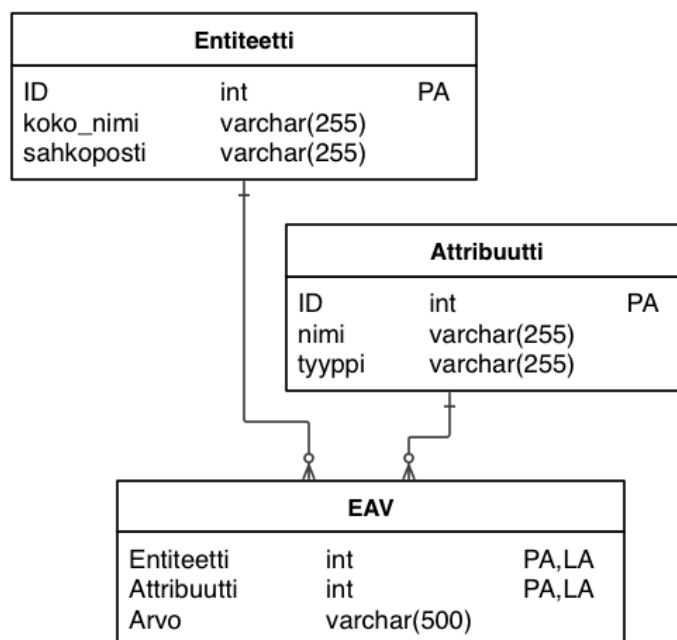 Entiteetti
ID int PA
koko_nimi varchar(255)
sahkoposti varchar(255)
Attribuutti
ID int PA
nimi varchar(255)
tyyppi varchar(255)
EAV
Entiteetti int PA,LA
Attribuutti int PA,LA
Arvo varchar(500)